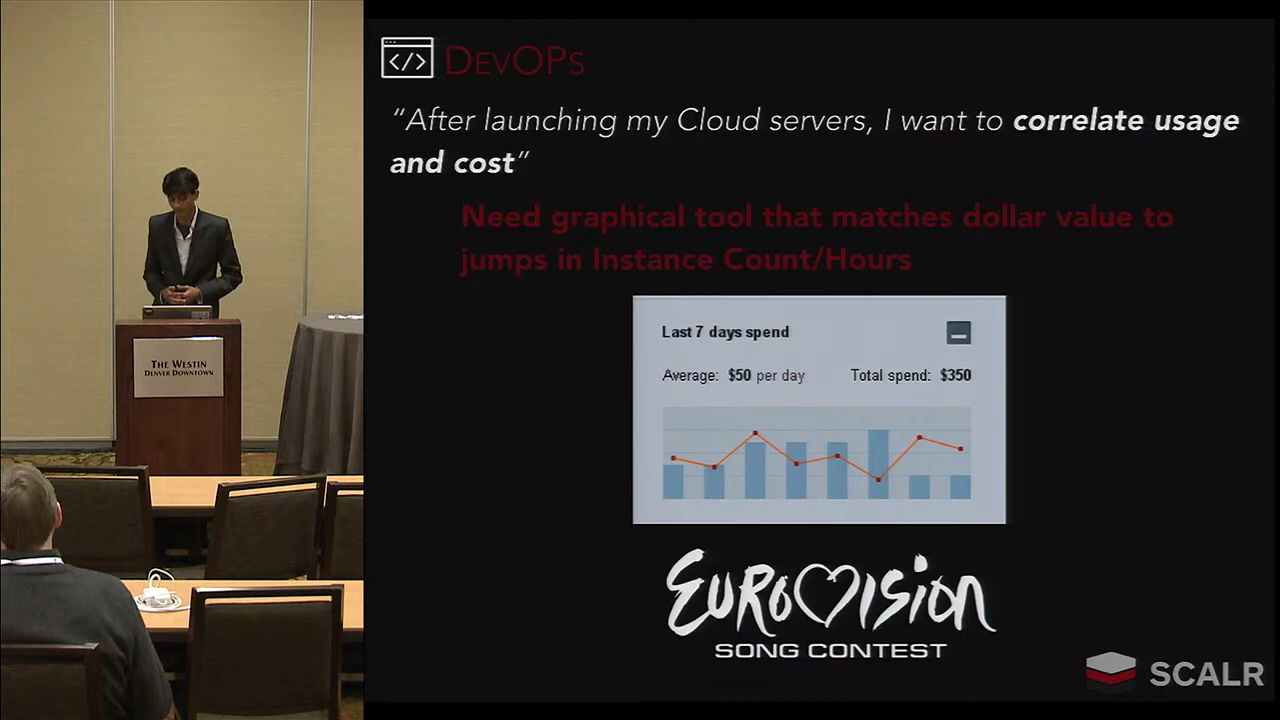 </> DEVOPS
“After launching my Cloud servers, I want to correlate usage
and cost”
Need graphical tool that matches dollar value to
jumps in Instance Count/Hours
Last 7 days spend
Average: $50 per day Total spend: $350
EUROVISION
SONG CONTEST
SCALR
THE WESTIN
DENVER DOWNTOWN